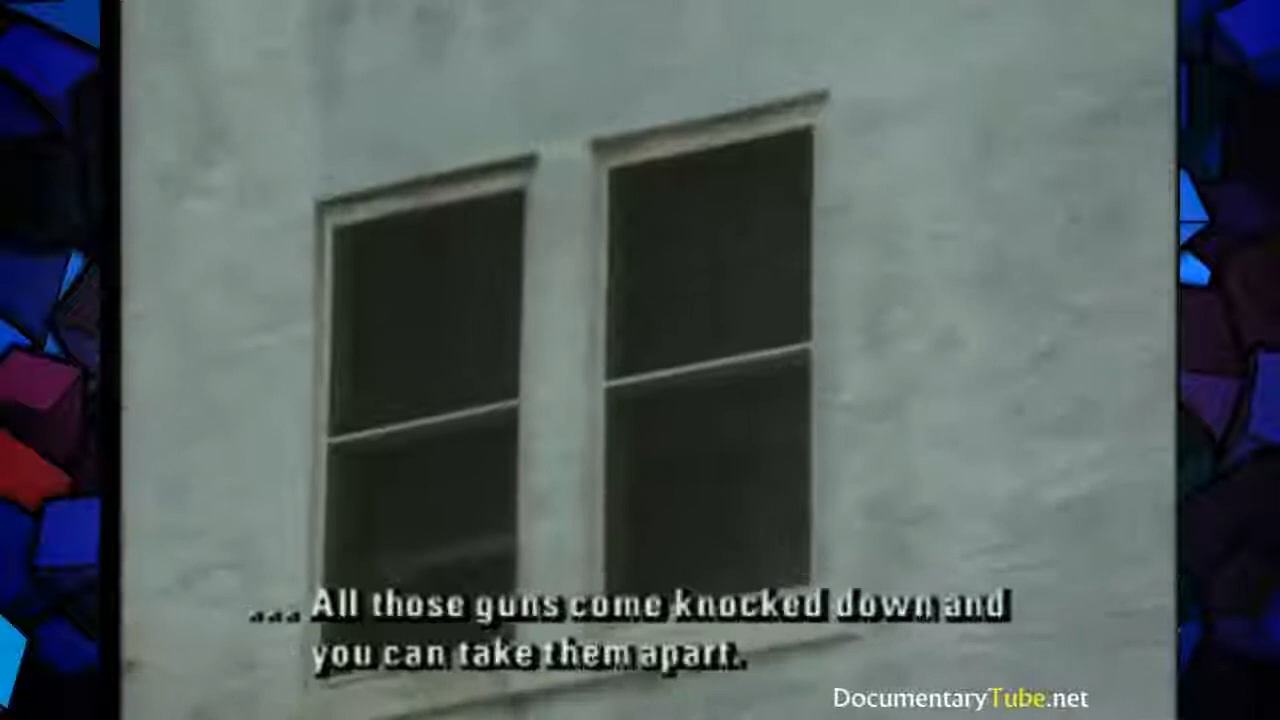 ... All those guns come knocked down and
you can take them apart.
DocumentaryTube.net